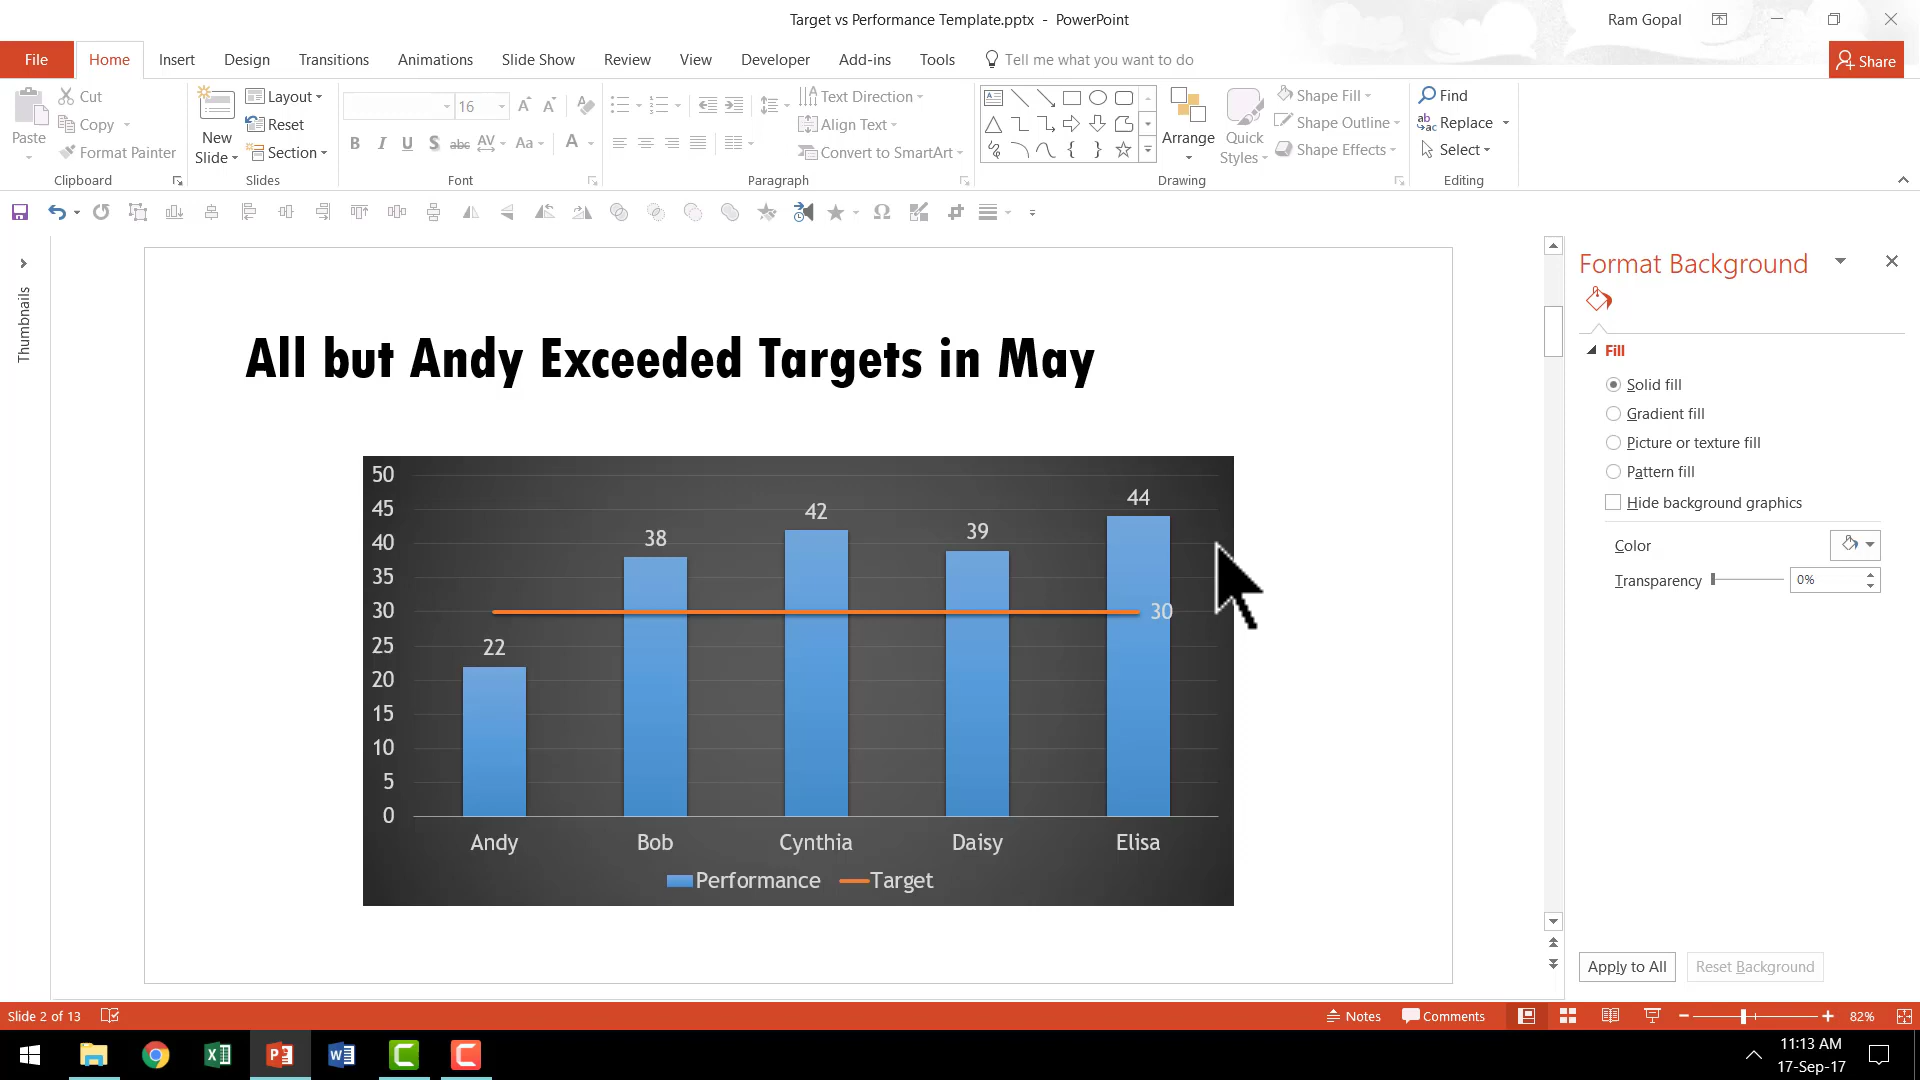 Target vs Performance Template.pptx - PowerPoint
Ram Gopal
File Home Insert Design Transitions Animations Slide Show Review View Developer Add-ins Tools Tell me what you want to do
Share
Paste
Cut
Copy
Format Painter
Clipboard
New Slide
Layout
Reset
Section
Slides
16
B I U S abc AV Aa A
Font
Text Direction
Align Text
Convert to SmartArt
Paragraph
Arrange
Quick Styles
Shape Fill
Shape Outline
Shape Effects
Drawing
Find
Replace
Select
Editing
Thumbnails
All but Andy Exceeded Targets in May
50
45
40
35
30
25
20
15
10
5
0
22
38
42
39
44
30
Andy Bob Cynthia Daisy Elisa
Performance Target
Format Background
Fill
Solid fill
Gradient fill
Picture or texture fill
Pattern fill
Hide background graphics
Color
Transparency 0%
Apply to All Reset Background
Slide 2 of 13
Notes Comments 82%
11:13 AM
17-Sep-17